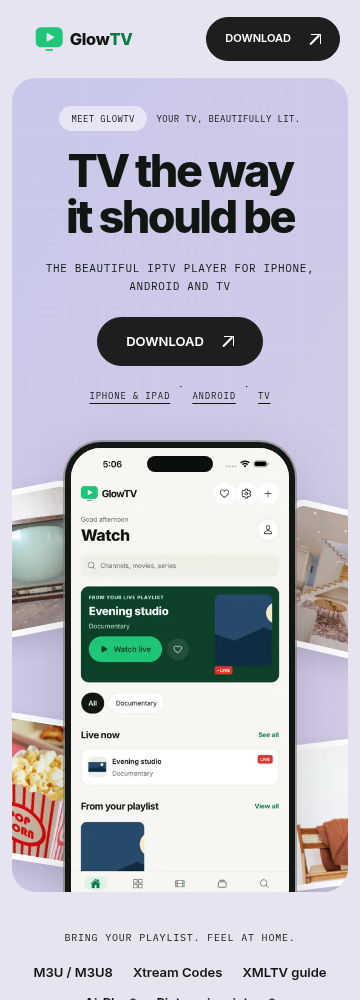 GlowTV
DOWNLOAD
MEET GLOWTV
YOUR TV, BEAUTIFULLY LIT.
TV the way
it should be
THE BEAUTIFUL IPTV PLAYER FOR IPHONE,
ANDROID AND TV
DOWNLOAD
IPHONE & IPAD · ANDROID · TV
5:06
GlowTV
Good afternoon
Watch
Channels, movies, series
FROM YOUR LIVE PLAYLIST
Evening studio
Documentary
Watch live
LIVE
All
Documentary
Live now
See all
Evening studio
LIVE
Documentary
From your playlist
View all
POP
CORN
BRING YOUR PLAYLIST. FEEL AT HOME.
M3U / M3U8 Xtream Codes XMLTV guide